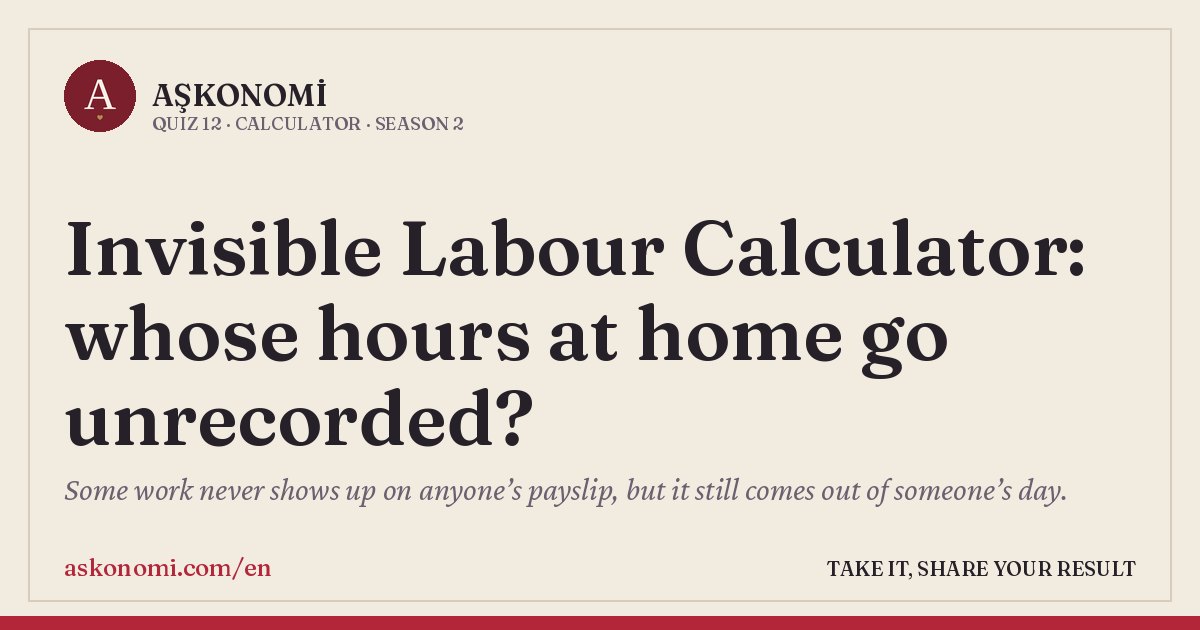 A
AŞKONOMİ
QUIZ 12 · CALCULATOR · SEASON 2
Invisible Labour Calculator:
whose hours at home go
unrecorded?
Some work never shows up on anyone’s payslip, but it still comes out of someone’s day.
askonomi.com/en
TAKE IT, SHARE YOUR RESULT